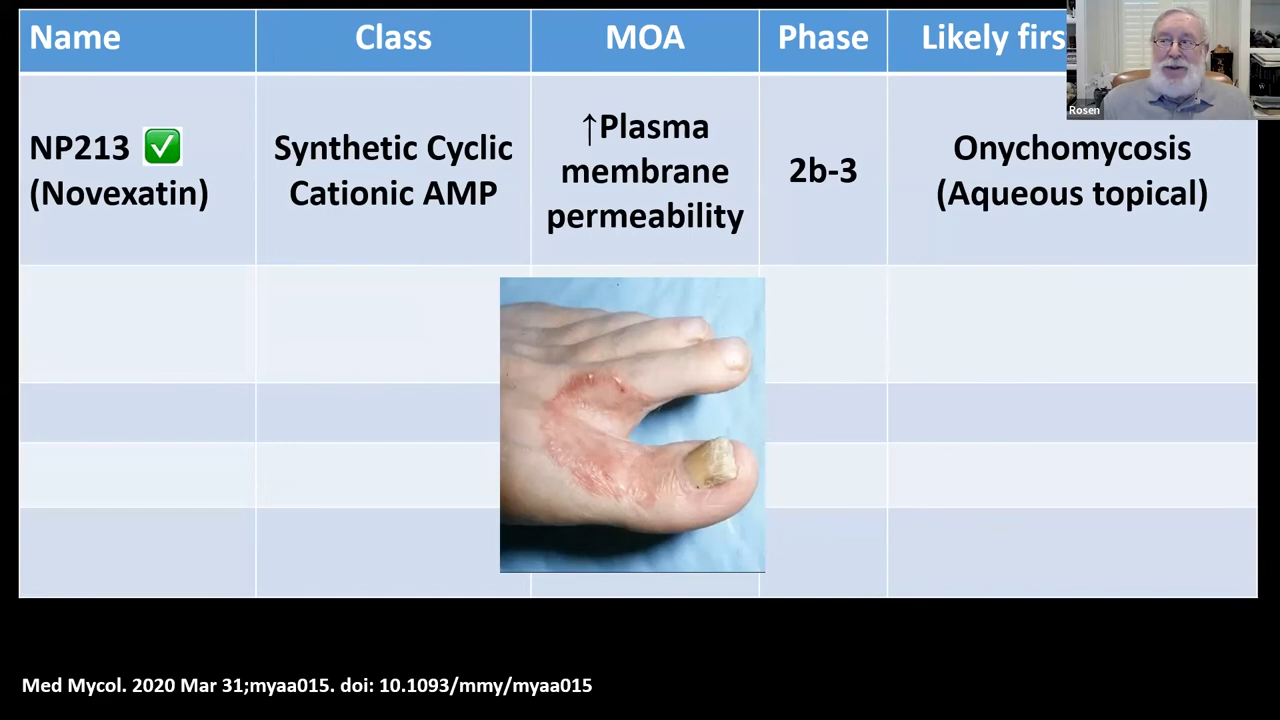 Name Class MOA Phase Likely firs
Rosen
NP213 ✅
(Novexatin)
Synthetic Cyclic
Cationic AMP
↑Plasma
membrane
permeability
2b-3
Onychomycosis
(Aqueous topical)
Med Mycol. 2020 Mar 31;myaa015. doi: 10.1093/mmy/myaa015